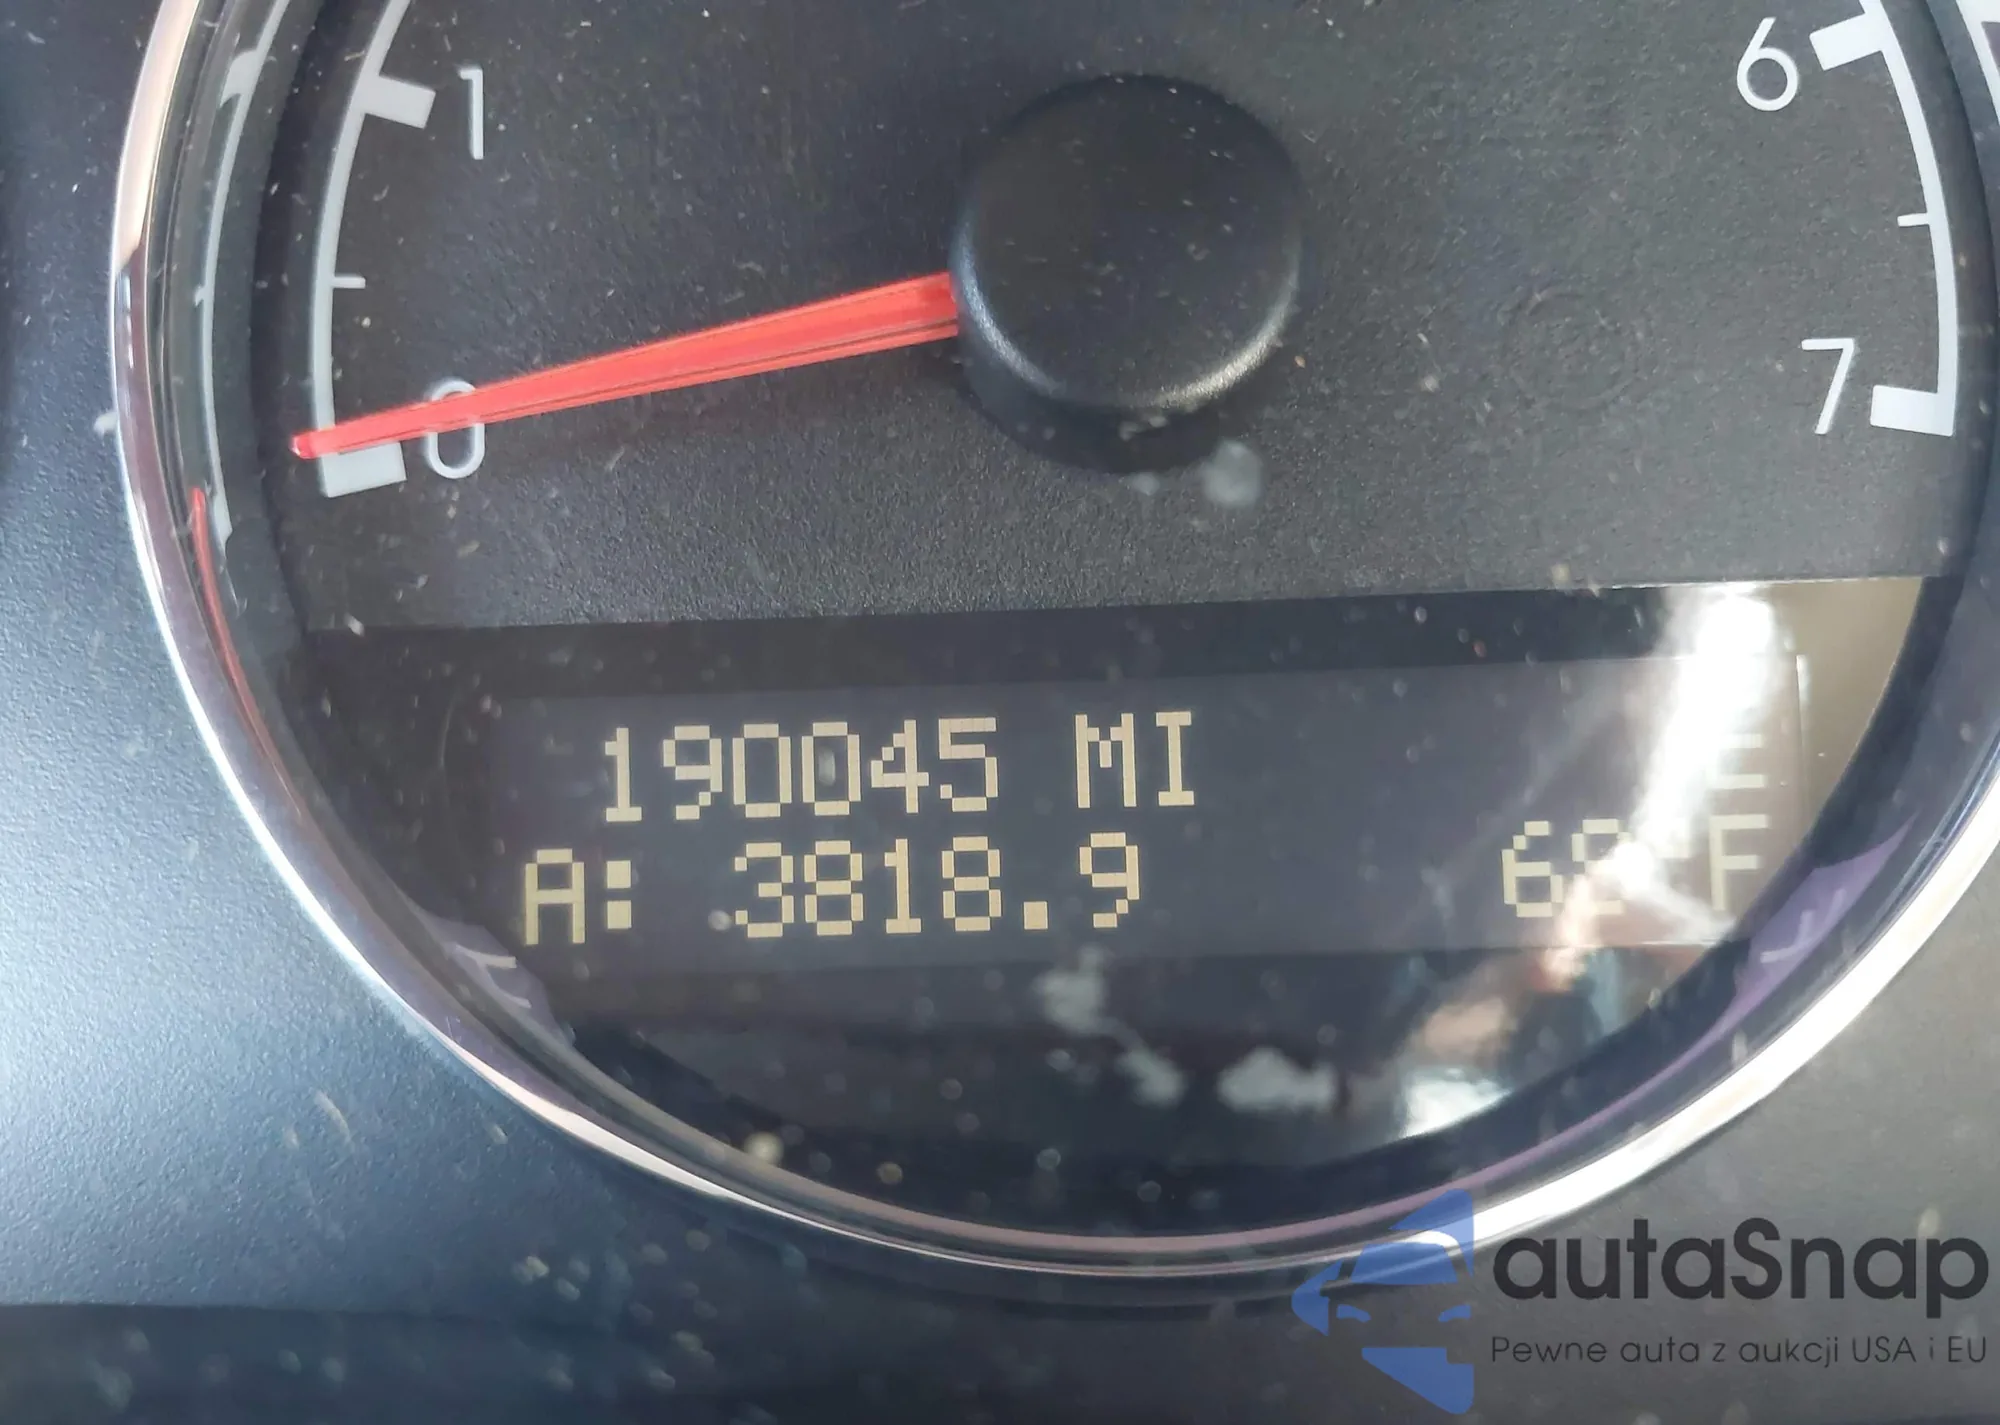 1
6
0
7
190045 MI
E
A: 3818.9
autaSnap
Pewne auta z aukcji USA i EU